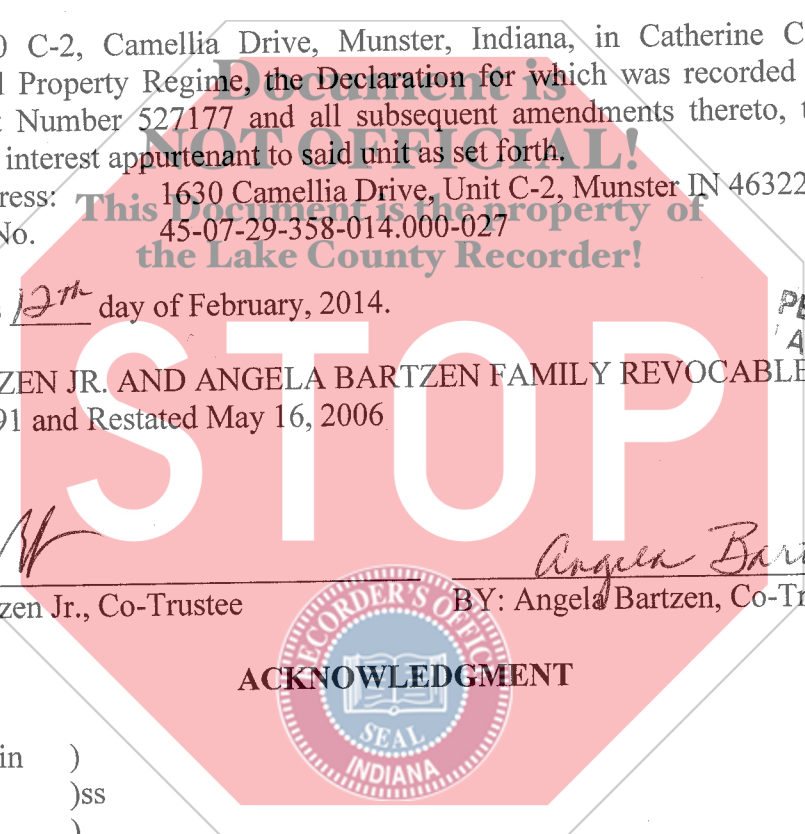 C-2, Camellia Drive, Munster, Indiana, in Catherine C
Property Regime, the Declaration for which was recorded
Number 527177 and all subsequent amendments thereto, t
interest appurtenant to said unit as set forth.
ress: 1630 Camellia Drive, Unit C-2, Munster IN 46322
No. 45-07-29-358-014.000-027
Document is
NOT OFFICIAL!
This Document is the property of
the Lake County Recorder!
12th day of February, 2014.
PE
A
ZEN JR. AND ANGELA BARTZEN FAMILY REVOCABLE
91 and Restated May 16, 2006
STOP
Angela Bart
zen Jr., Co-Trustee BY: Angela Bartzen, Co-Tr
RECORDER'S OFFICE
ACKNOWLEDGMENT
SEAL
INDIANA
in )
)ss
)